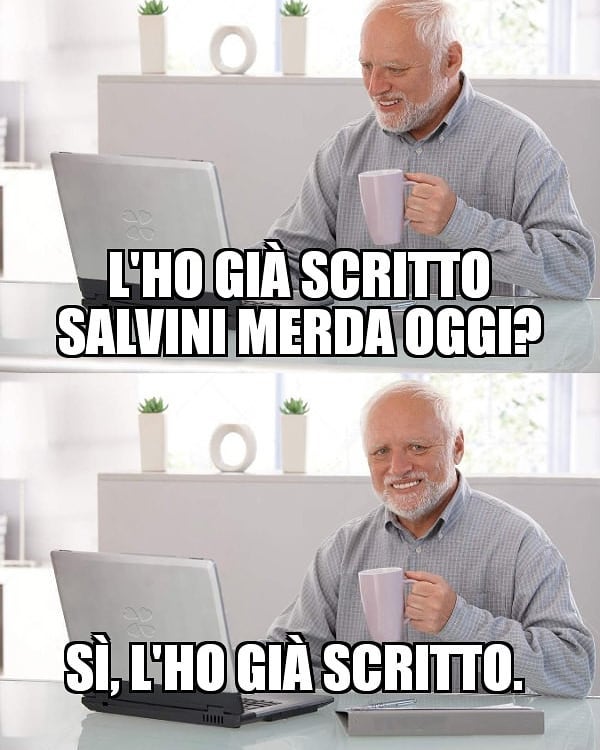 L'HO GIÀ SCRITTO
SALVINI MERDA OGGI?
SÌ, L'HO GIÀ SCRITTO.